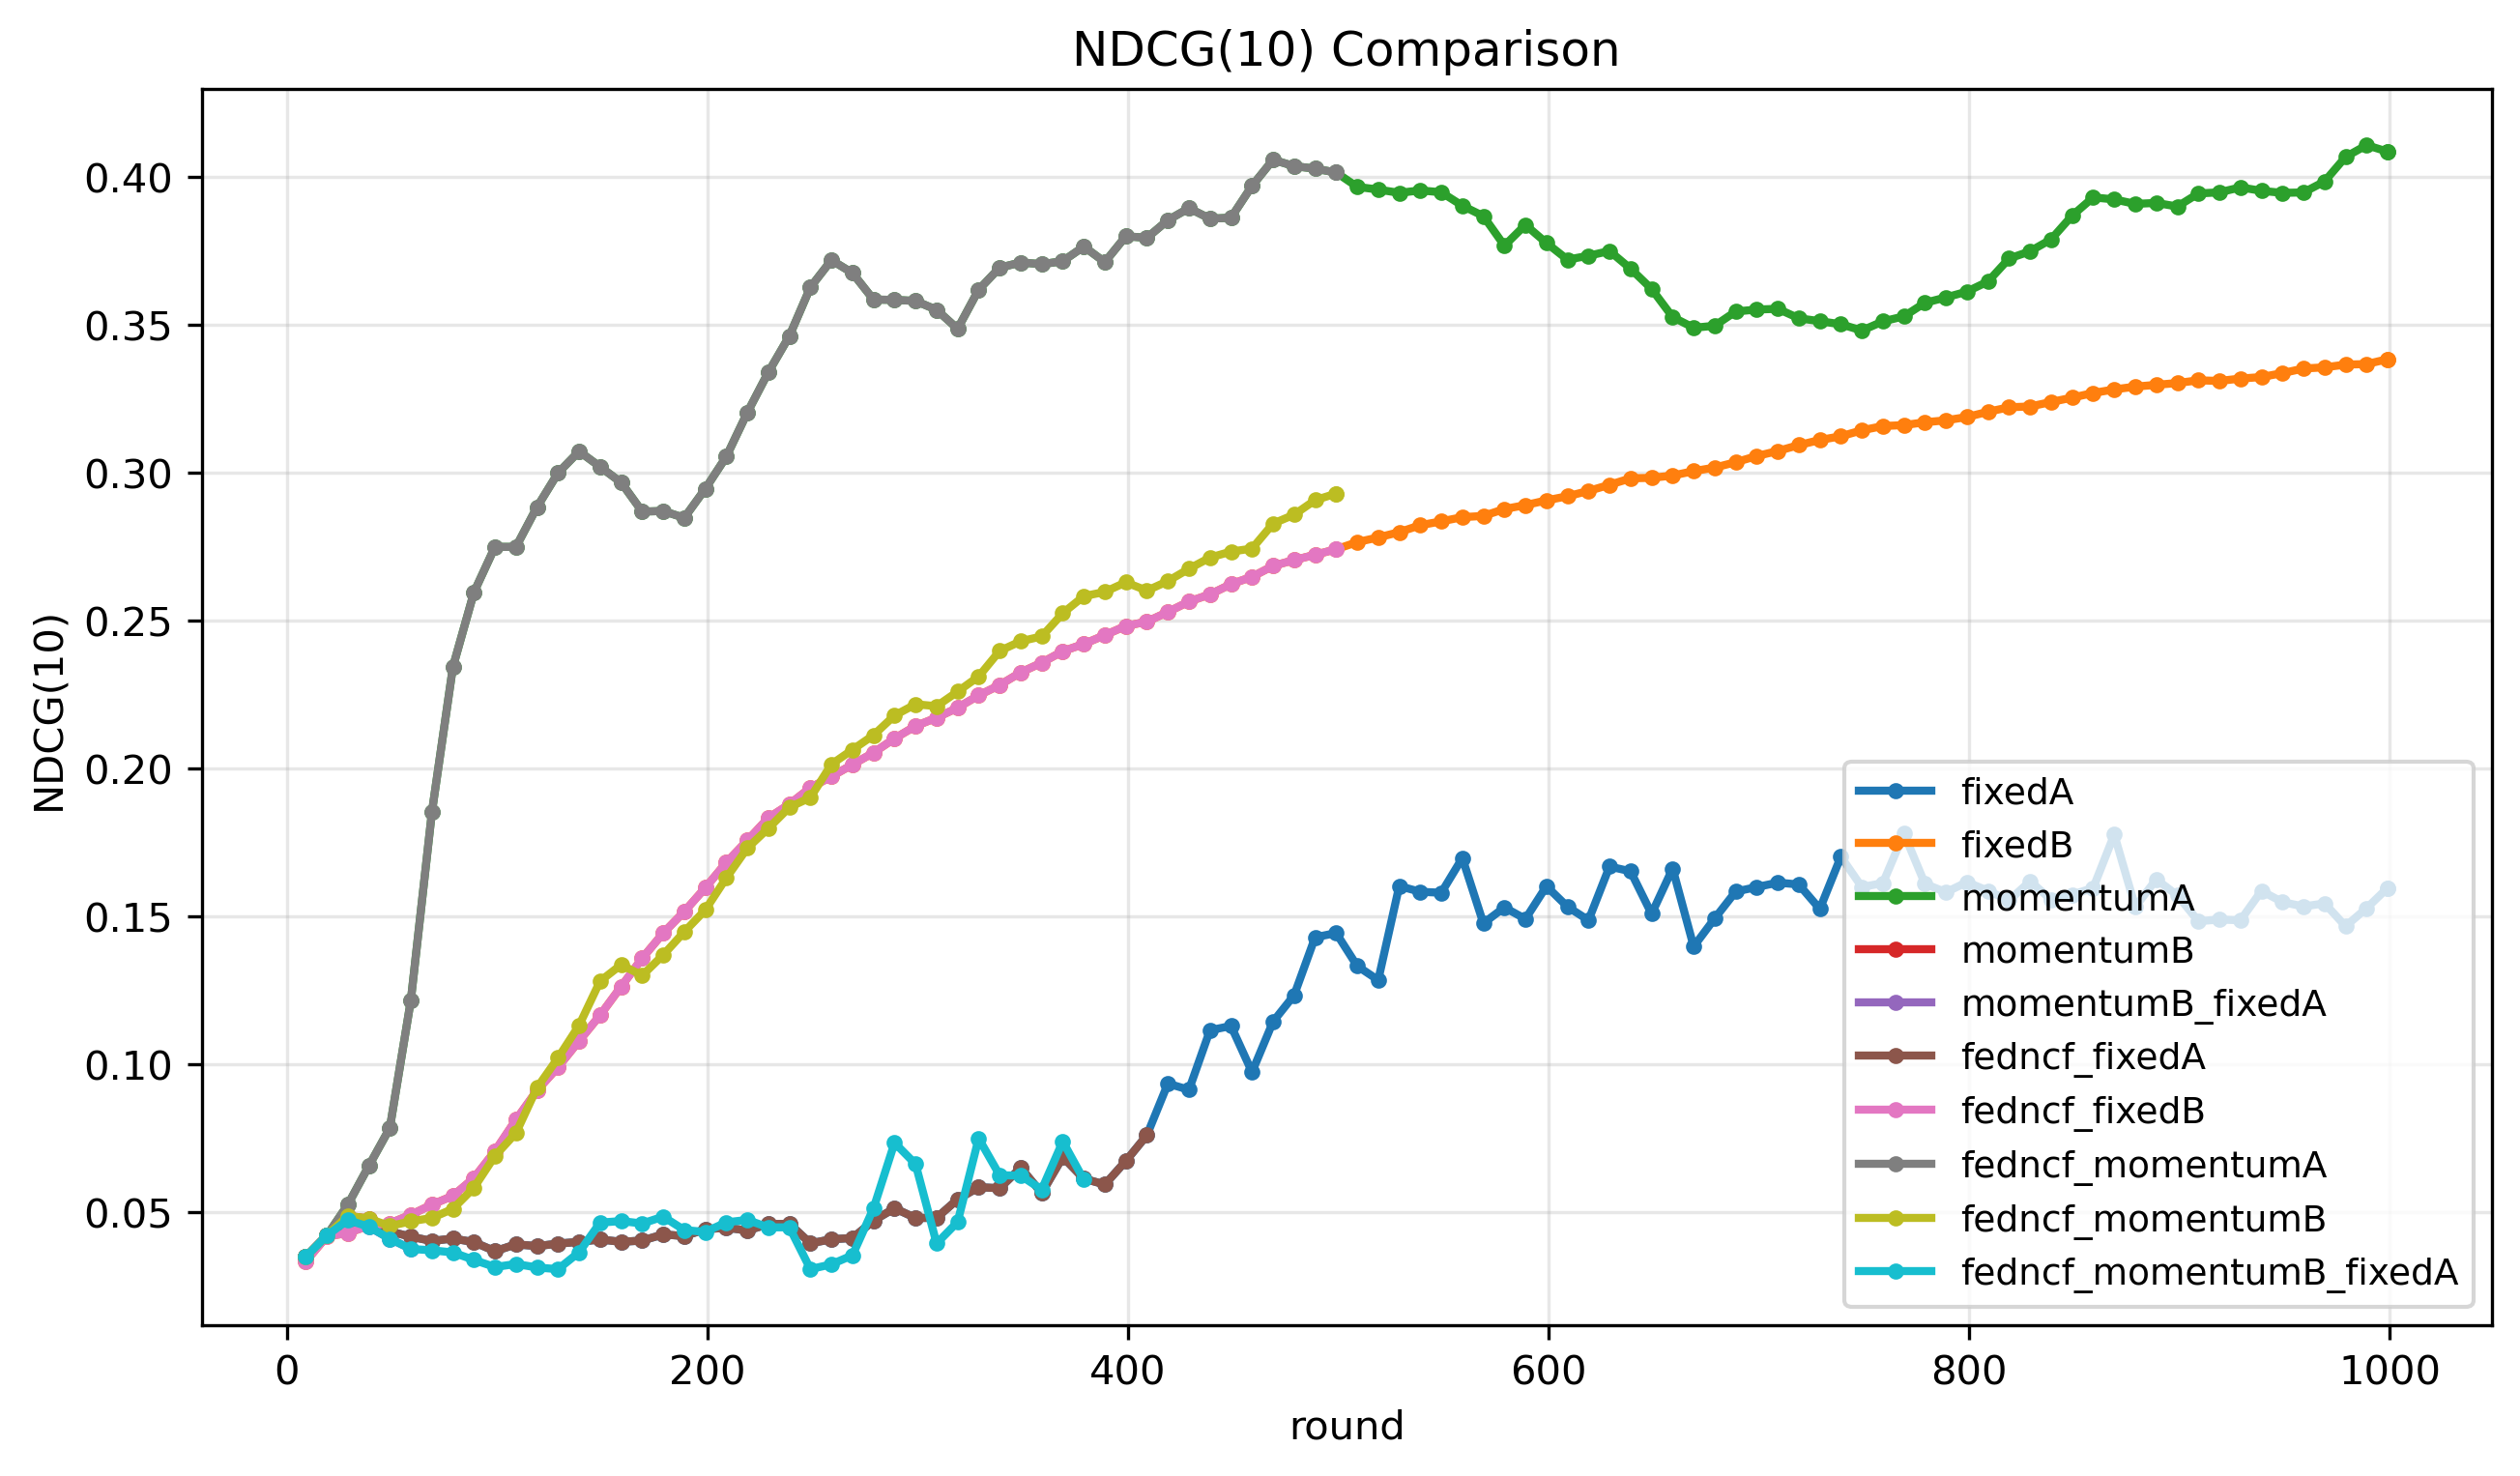 NDCG(10) Comparison
NDCG(10)
0.40
0.35
0.30
0.25
0.20
0.15
0.10
0.05
0
200
400
600
800
1000
round
fixedA
fixedB
momentumA
momentumB
momentumB_fixedA
fedncf_fixedA
fedncf_fixedB
fedncf_momentumA
fedncf_momentumB
fedncf_momentumB_fixedA